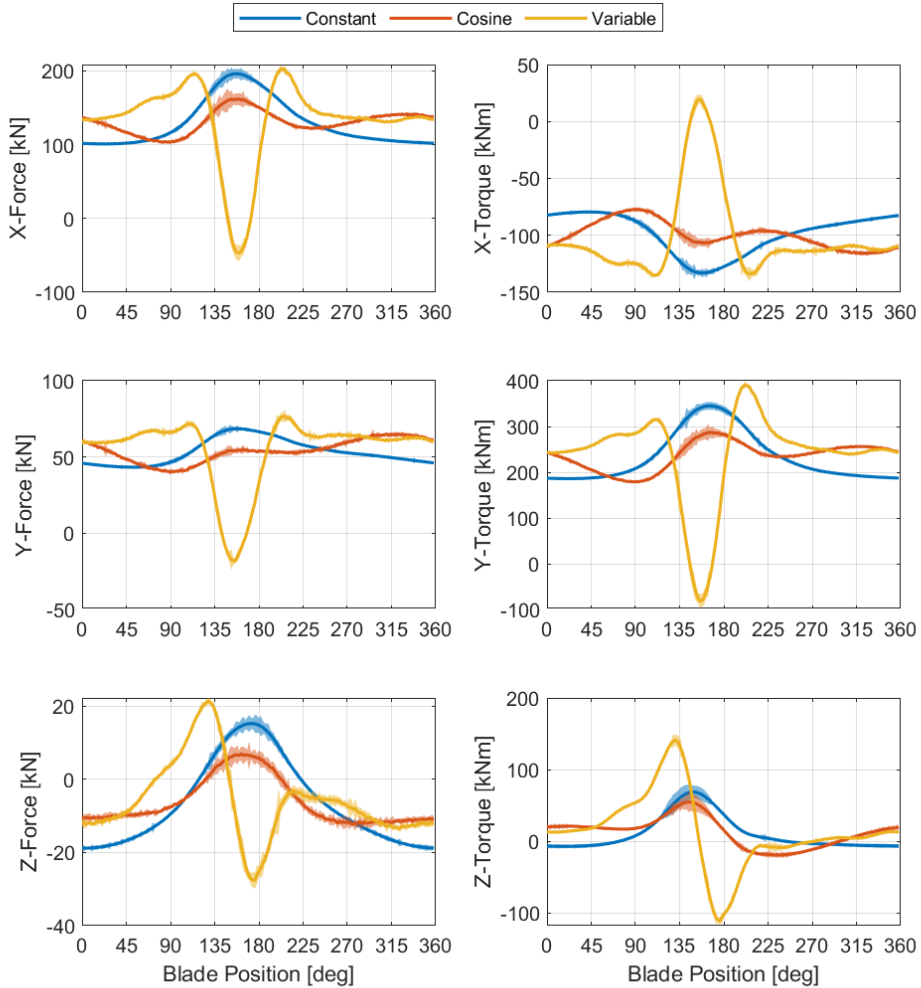 Constant Cosine Variable
X-Force [kN]
200
100
0
-100
0 45 90 135 180 225 270 315 360
X-Torque [kNm]
50
0
-50
-100
-150
0 45 90 135 180 225 270 315 360
Y-Force [kN]
100
50
0
-50
0 45 90 135 180 225 270 315 360
Y-Torque [kNm]
400
300
200
100
0
-100
0 45 90 135 180 225 270 315 360
Z-Force [kN]
20
0
-20
-40
0 45 90 135 180 225 270 315 360
Blade Position [deg]
Z-Torque [kNm]
200
100
0
-100
0 45 90 135 180 225 270 315 360
Blade Position [deg]